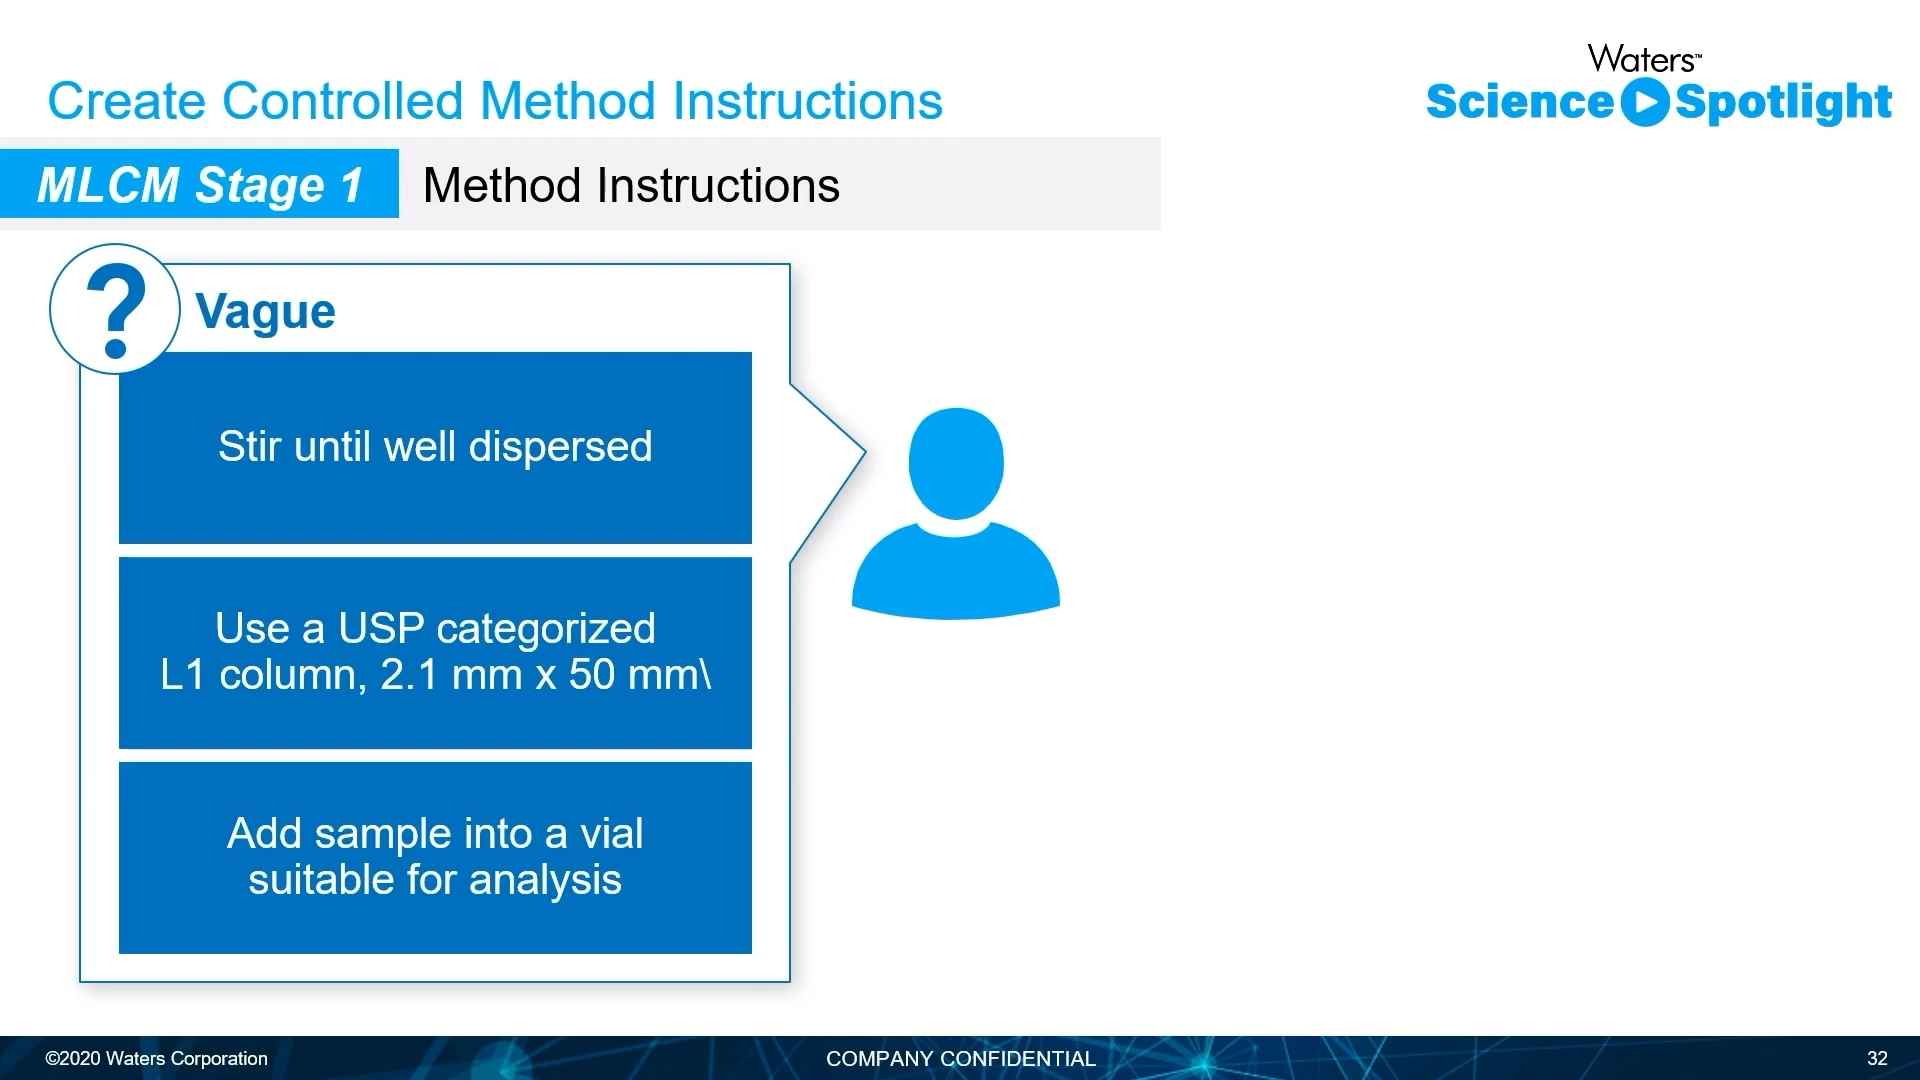 Waters™
Science Spotlight
Create Controlled Method Instructions
MLCM Stage 1
Method Instructions
?
Vague
Stir until well dispersed
Use a USP categorized
L1 column, 2.1 mm x 50 mm\
Add sample into a vial
suitable for analysis
©2020 Waters Corporation
COMPANY CONFIDENTIAL
32